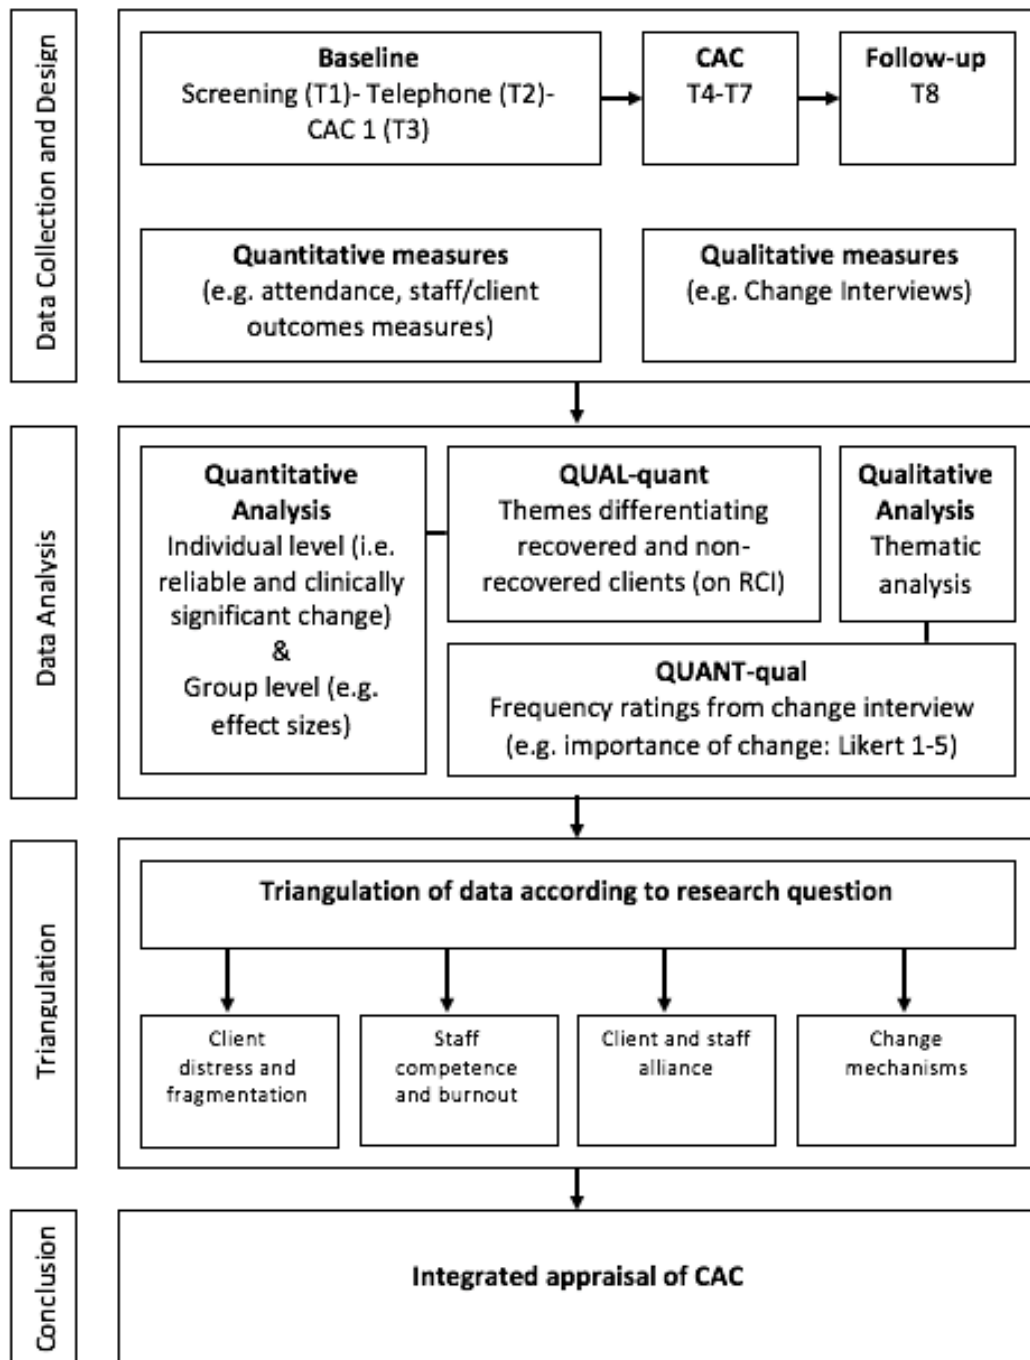 Data Collection and Design
Baseline
Screening (T1)- Telephone (T2)-
CAC 1 (T3)
CAC
T4-T7
Follow-up
T8
Quantitative measures
(e.g. attendance, staff/client
outcomes measures)
Qualitative measures
(e.g. Change Interviews)
Data Analysis
Quantitative
Analysis
Individual level (i.e.
reliable and clinically
significant change)
&
Group level (e.g.
effect sizes)
QUAL-quant
Themes differentiating
recovered and non-
recovered clients (on RCI)
Qualitative
Analysis
Thematic
analysis
QUANT-qual
Frequency ratings from change interview
(e.g. importance of change: Likert 1-5)
Triangulation
Triangulation of data according to research question
Client
distress and
fragmentation
Staff
competence
and burnout
Client and staff
alliance
Change
mechanisms
Conclusion
Integrated appraisal of CAC